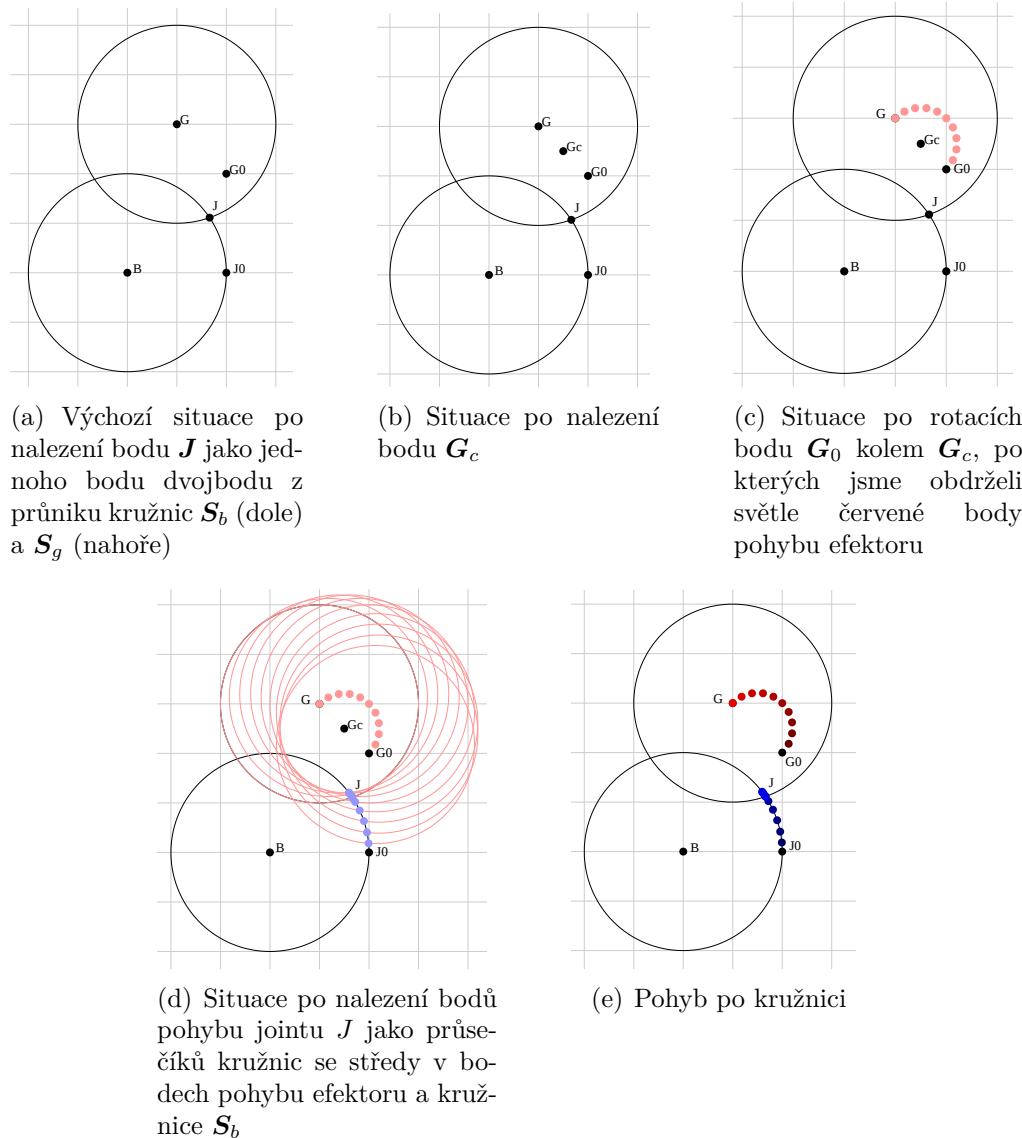 G
G0
J
B
J0
G
Gc
G0
J
B
J0
G
Gc
G0
J
B
J0
(a) Výchozí situace po
nalezení bodu J jako jed-
noho bodu dvojbodu z
průniku kružnic S_b (dole)
a S_g (nahoře)
(b) Situace po nalezení
bodu G_c
(c) Situace po rotacích
bodu G_0 kolem G_c, po
kterých jsme obdrželi
světle červené body
pohybu efektoru
G
Gc
G0
J
B
J0
G
G0
J
B
J0
(d) Situace po nalezení bodů
pohybu jointu J jako průse-
číků kružnic se středy v bo-
dech pohybu efektoru a kruž-
nice S_b
(e) Pohyb po kružnici